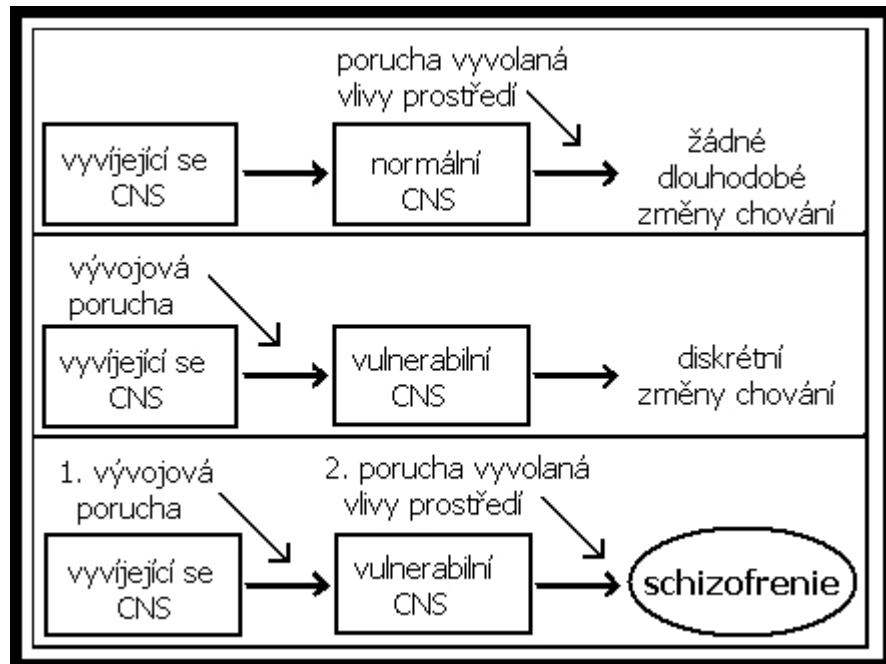 porucha vyvolaná
vlivy prostředí
vyvíjející se
CNS
normální
CNS
žádné
dlouhodobé
změny chování
vývojová
porucha
vyvíjející se
CNS
vulnerabilní
CNS
diskrétní
změny chování
1. vývojová
porucha
2. porucha vyvolaná
vlivy prostředí
vyvíjející se
CNS
vulnerabilní
CNS
schizofrenie